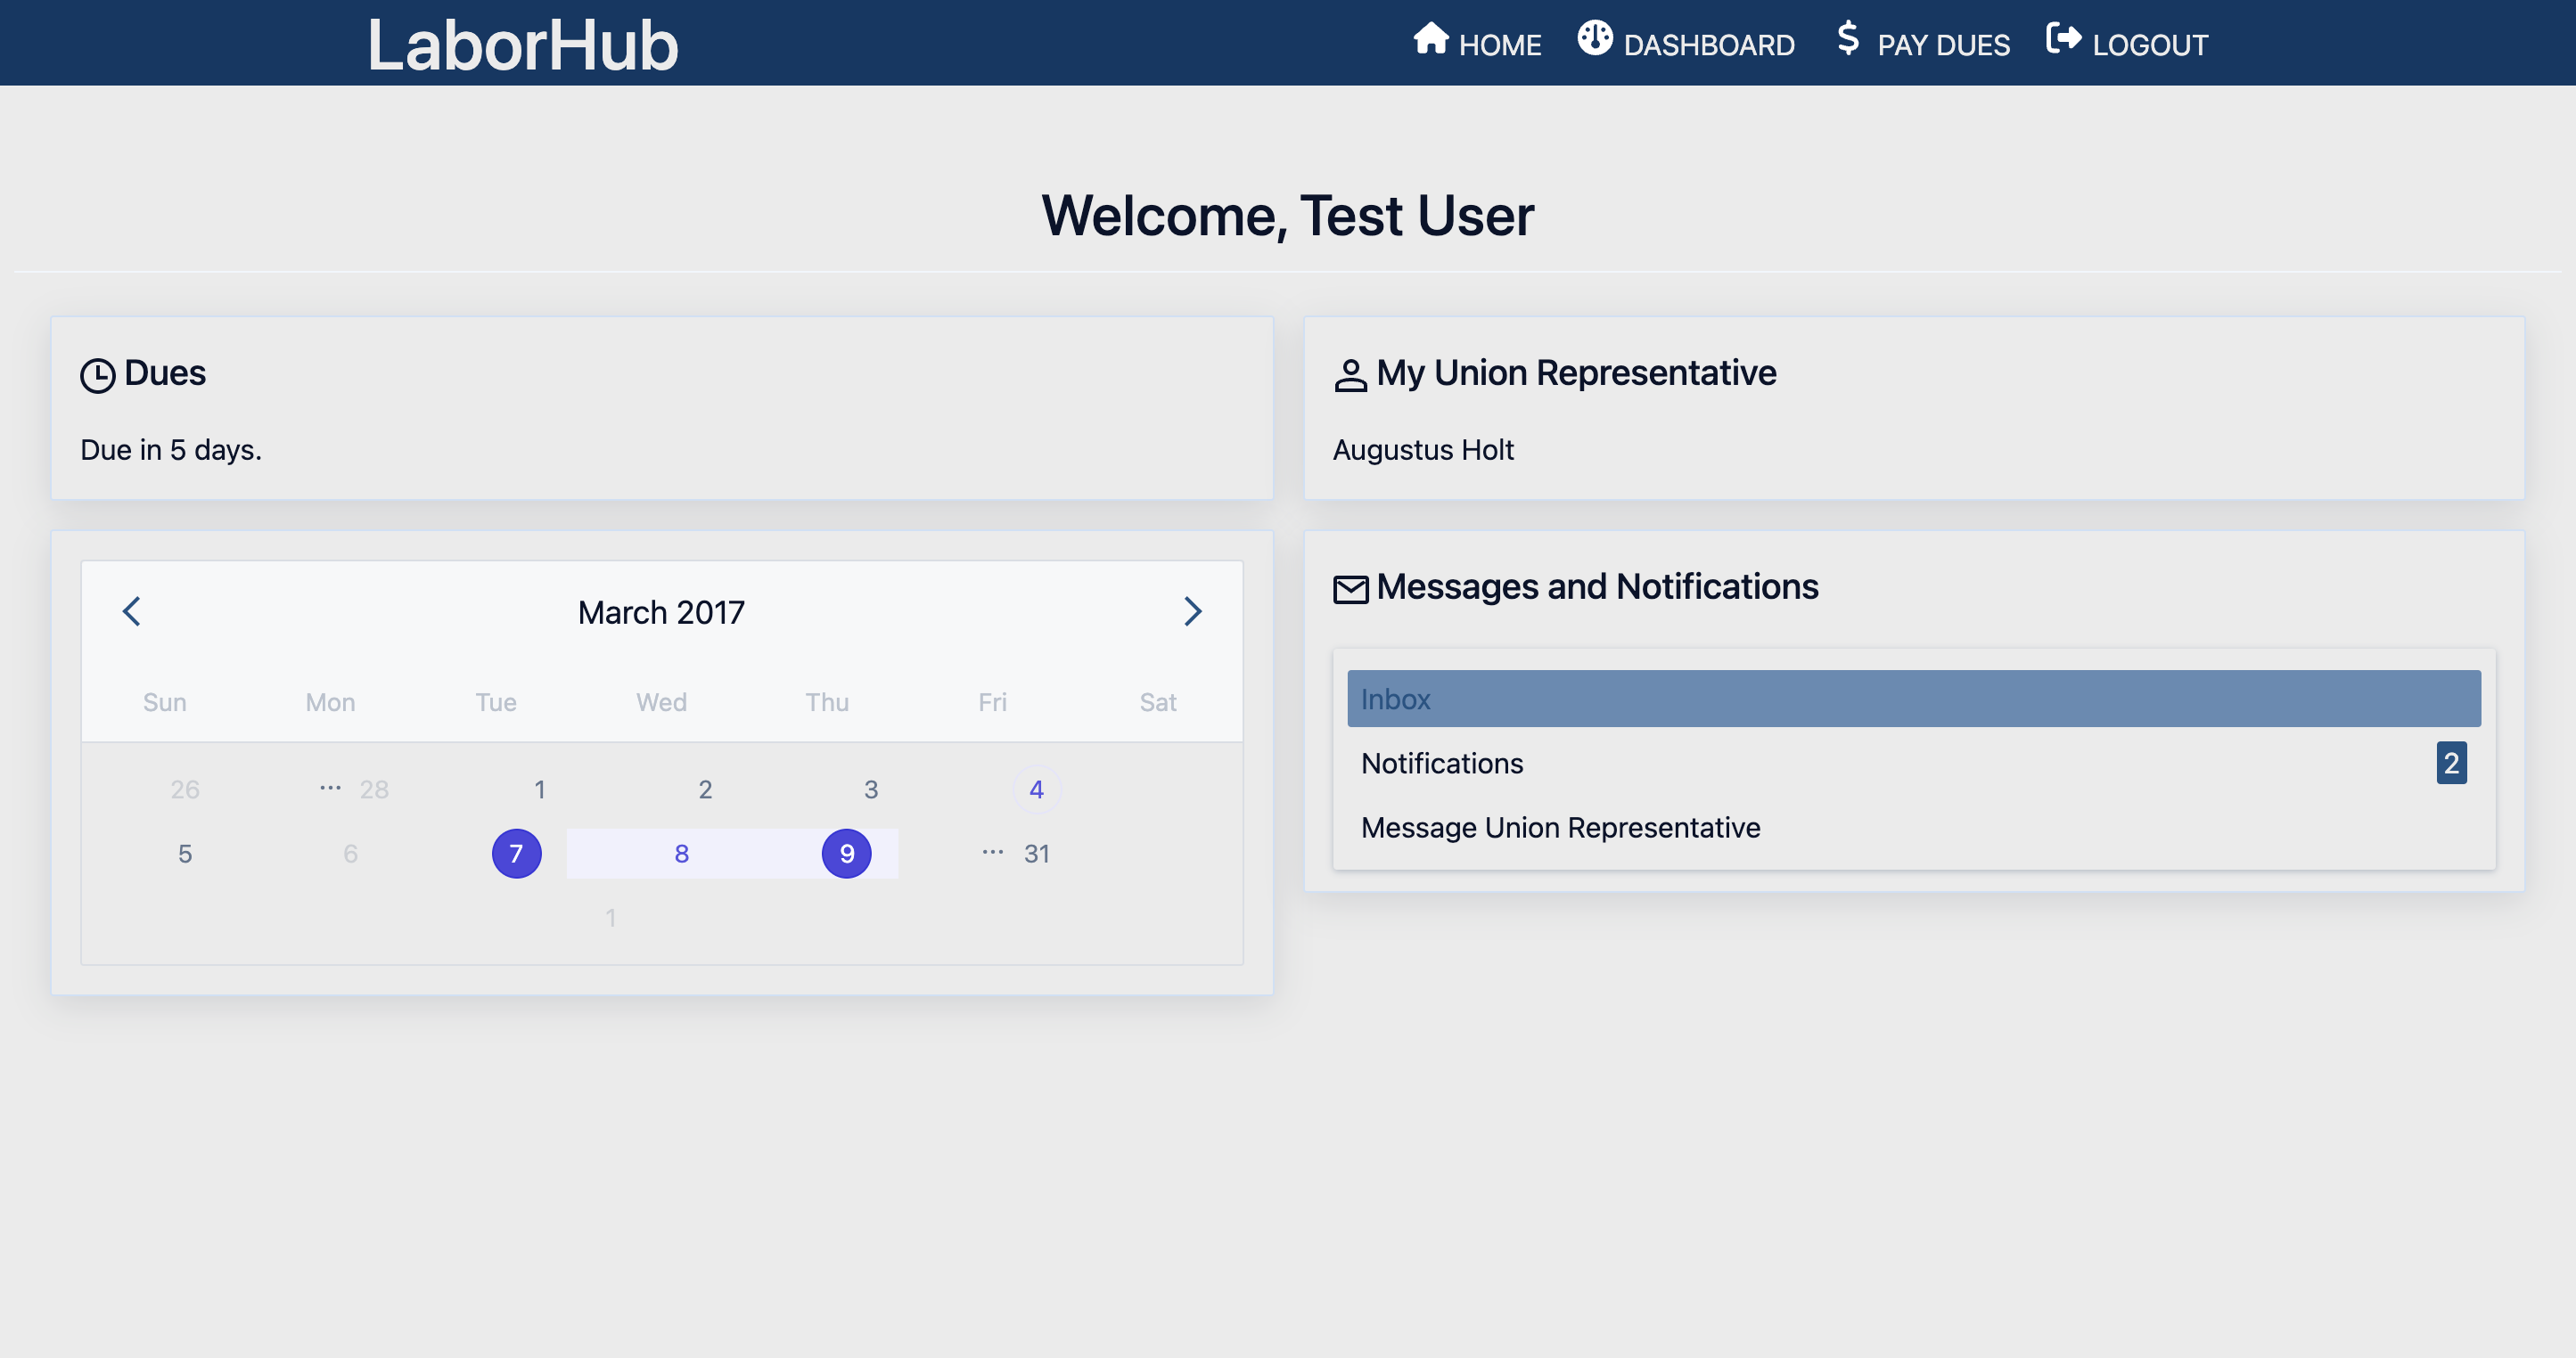 LaborHub
HOME DASHBOARD PAY DUES LOGOUT
Welcome, Test User
Dues
Due in 5 days.
My Union Representative
Augustus Holt
March 2017
Sun Mon Tue Wed Thu Fri Sat
26 ... 28 1 2 3 4
5 6 7 8 9 ... 31
1
Messages and Notifications
Inbox
Notifications 2
Message Union Representative